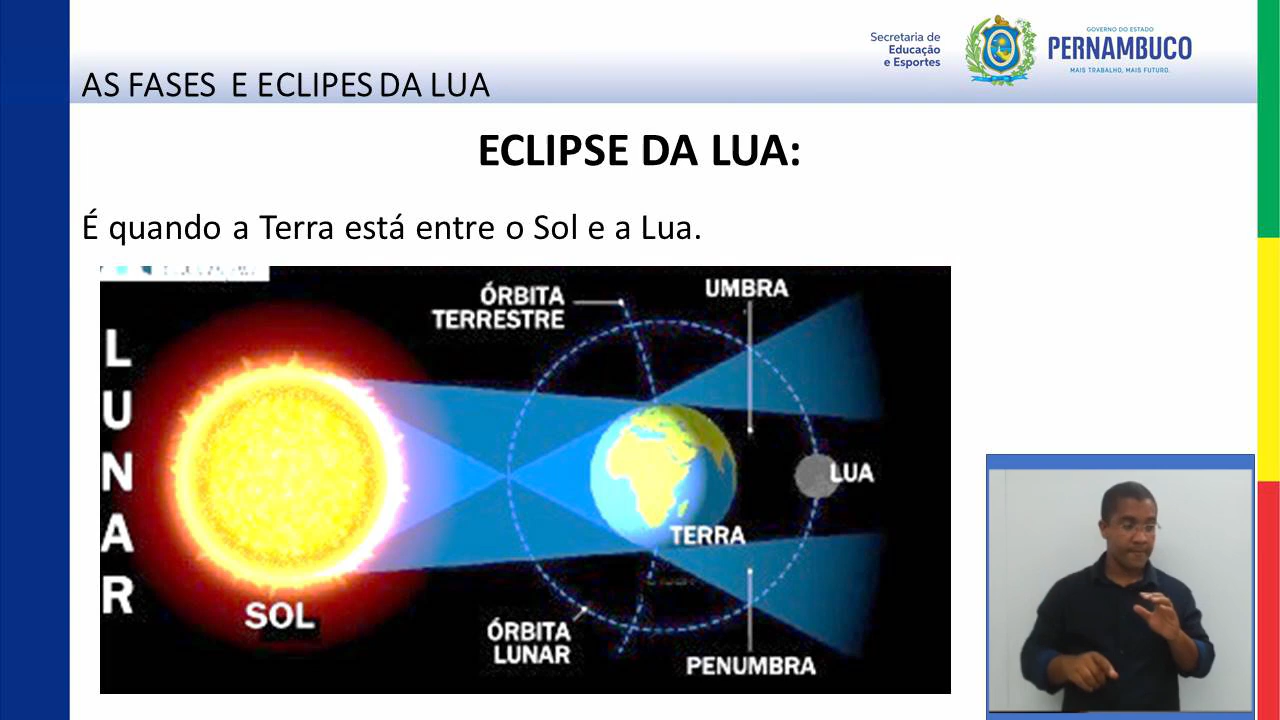 Secretaria de
Educação
e Esportes
GOVERNO DO ESTADO
PERNAMBUCO
MAIS TRABALHO, MAIS FUTURO.
AS FASES E ECLIPES DA LUA
ECLIPSE DA LUA:
É quando a Terra está entre o Sol e a Lua.
LUNAR
ÓRBITA
TERRESTRE
UMBRA
LUA
TERRA
SOL
ÓRBITA
LUNAR
PENUMBRA